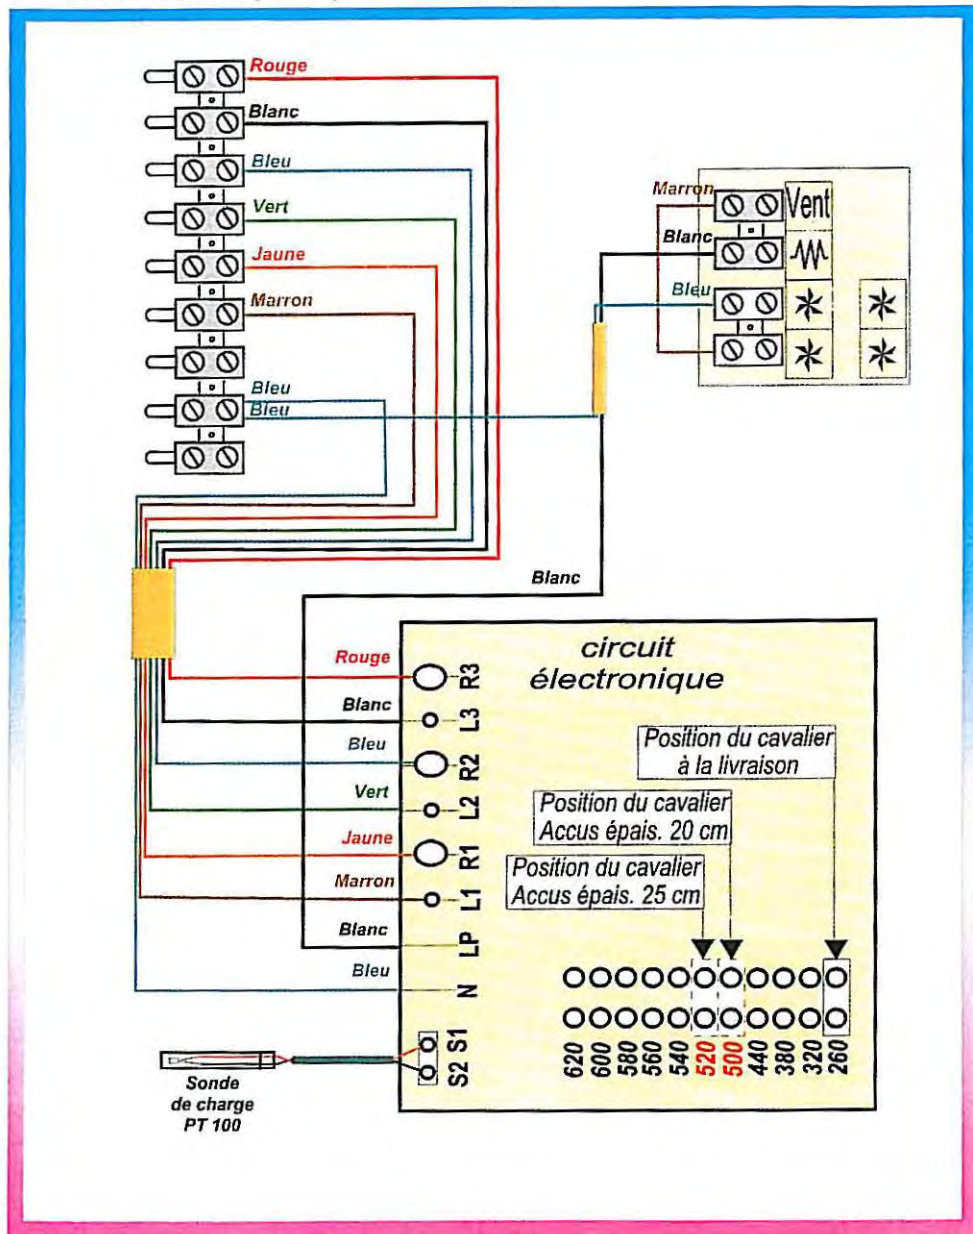 Rouge
Blanc
Bleu
Vert
Jaune
Marron
Bleu
Bleu
Marron
Blanc
Bleu
Vent
Blanc
circuit
électronique
Rouge
R3
Blanc
L3
Bleu
R2
Vert
L2
Jaune
R1
Marron
L1
Blanc
LP
Bleu
N
S1
S2
Position du cavalier
à la livraison
Position du cavalier
Accus épais. 20 cm
Position du cavalier
Accus épais. 25 cm
620
600
580
560
540
520
500
440
380
320
260
Sonde
de charge
PT 100